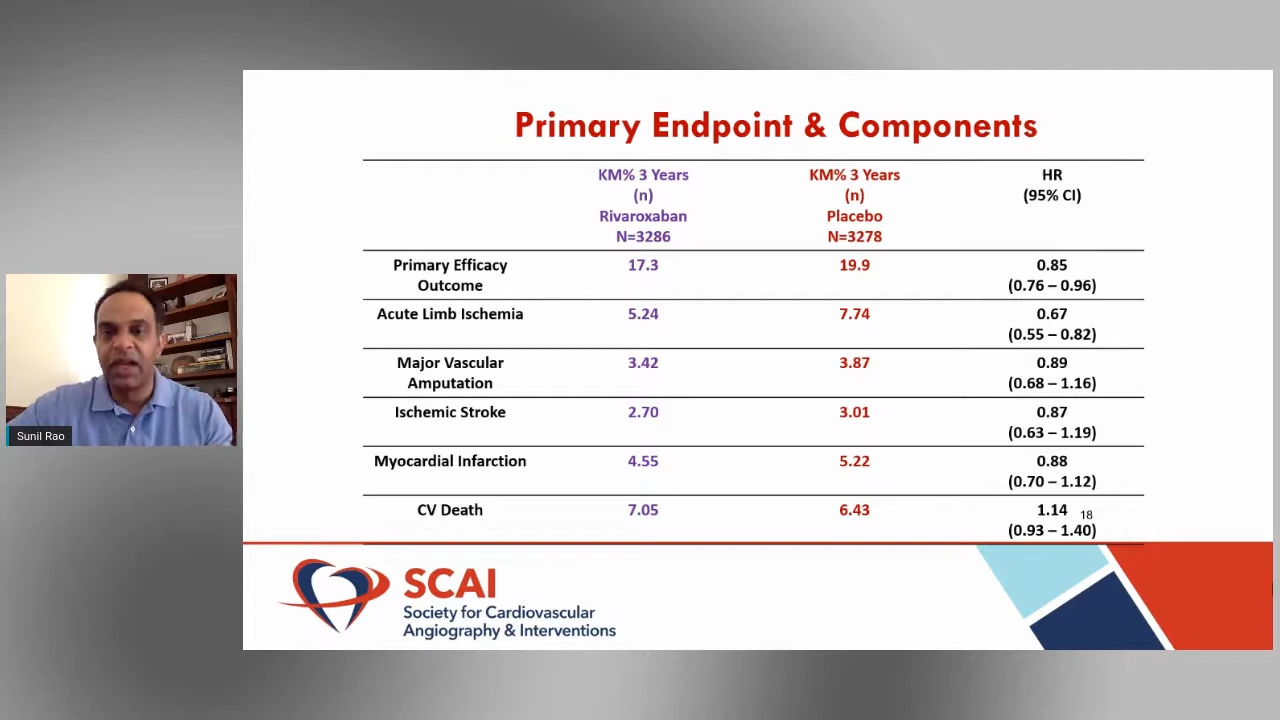 Primary Endpoint & Components
KM% 3 Years
(n)
Rivaroxaban
N=3286
KM% 3 Years
(n)
Placebo
N=3278
HR
(95% CI)
Primary Efficacy
Outcome
17.3
19.9
0.85
(0.76 – 0.96)
Acute Limb Ischemia
5.24
7.74
0.67
(0.55 – 0.82)
Major Vascular
Amputation
3.42
3.87
0.89
(0.68 – 1.16)
Ischemic Stroke
2.70
3.01
0.87
(0.63 – 1.19)
Myocardial Infarction
4.55
5.22
0.88
(0.70 – 1.12)
CV Death
7.05
6.43
1.14
(0.93 – 1.40)
18
Sunil Rao
SCAI
Society for Cardiovascular
Angiography & Interventions